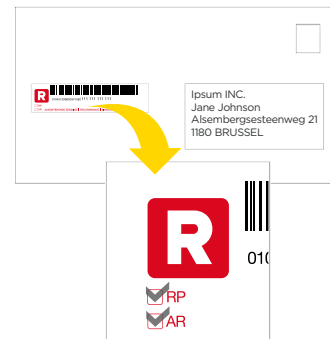 R
Ipsum INC.
Jane Johnson
Alsembergsesteenweg 21
1180 BRUSSEL
R
010
RP
AR